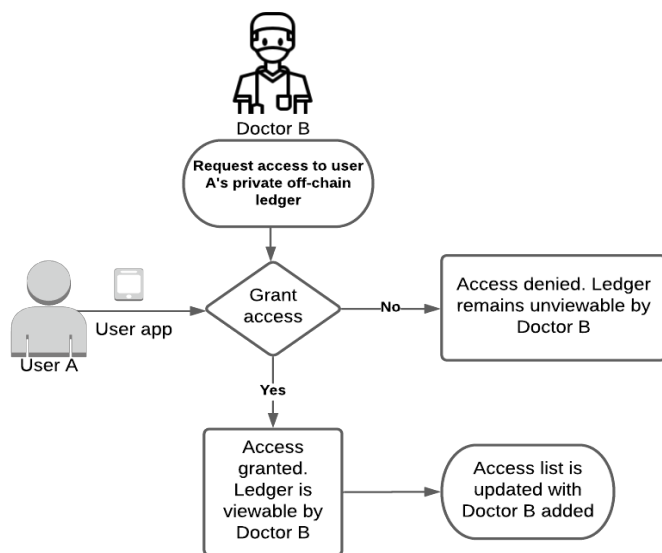 Doctor B
Request access to user
A's private off-chain
ledger
Grant
access
User app
User A
No
Access denied. Ledger
remains unviewable by
Doctor B
Yes
Access
granted.
Ledger is
viewable by
Doctor B
Access list is
updated with
Doctor B added